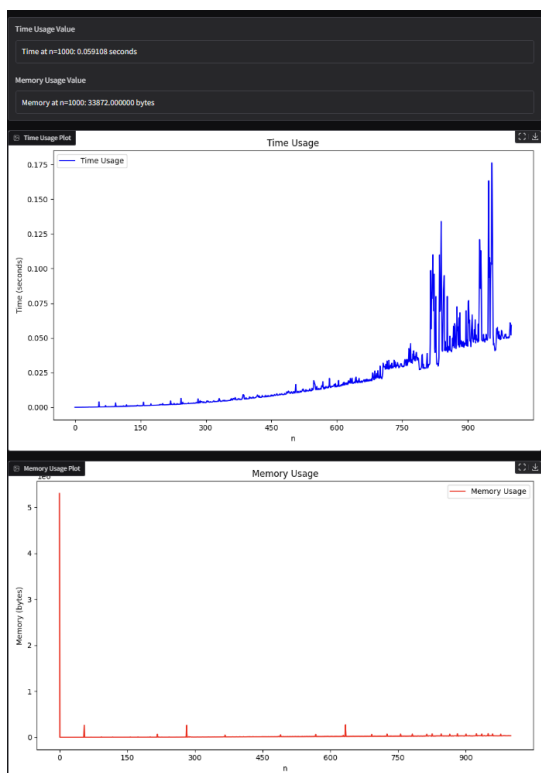 Time Usage Value
Time at n=1000: 0.059108 seconds
Memory Usage Value
Memory at n=1000: 33872.000000 bytes
Time Usage Plot
Time Usage
Time Usage
0.175
0.150
0.125
0.100
0.075
0.050
0.025
0.000
Time (seconds)
0 150 300 450 600 750 900
n
Memory Usage Plot
Memory Usage
Memory Usage
5
4
3
2
1
0
Memory (bytes)
0 150 300 450 600 750 900
n